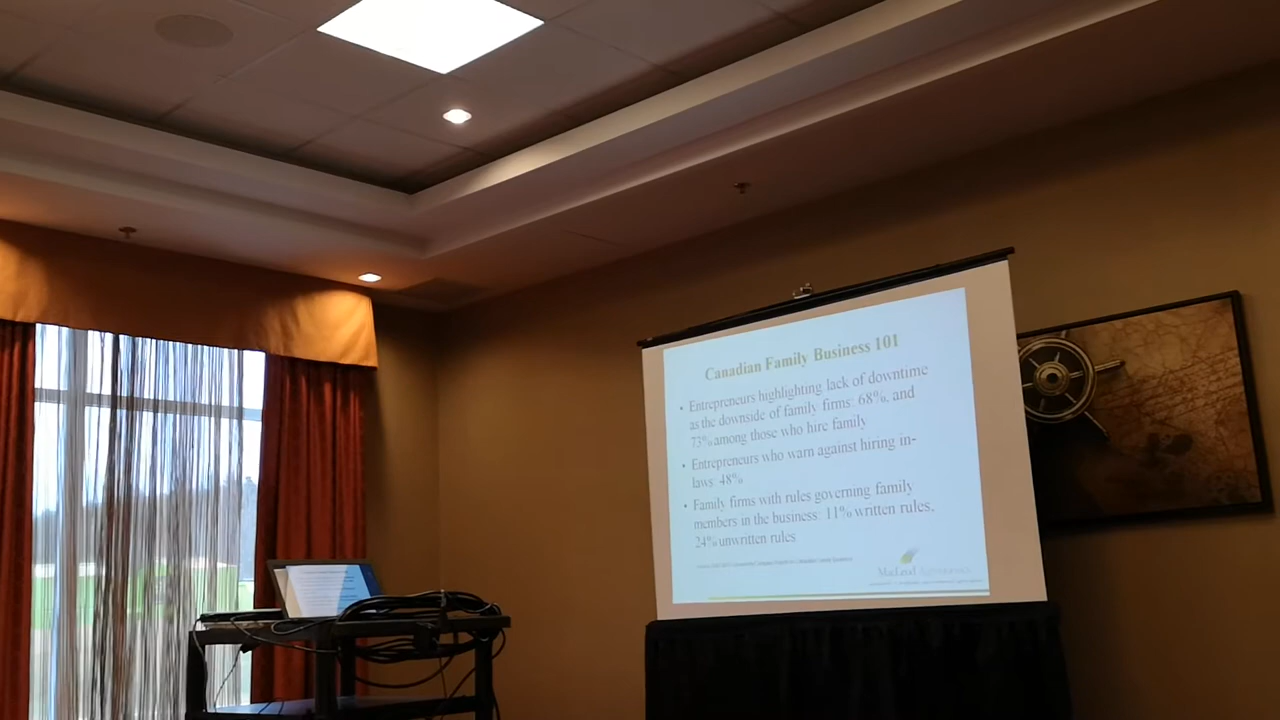 Canadian Family Business 101
• Entrepreneurs highlighting lack of downtime
as the downside of family firms: 68%, and
73% among those who hire family
• Entrepreneurs who warn against hiring in-
laws: 48%
• Family firms with rules governing family
members in the business: 11% written rules,
24% unwritten rules
MacLeod Agronomics